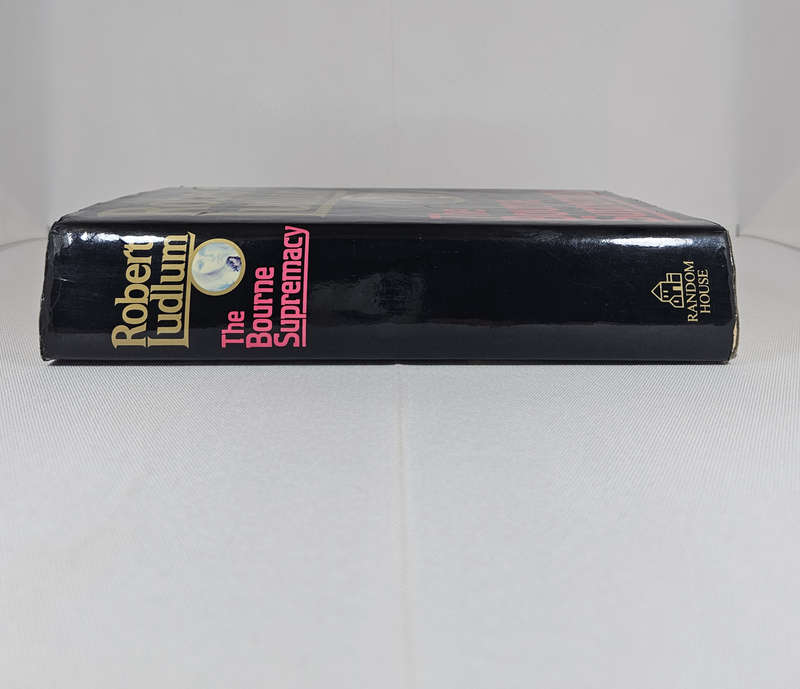 Robert
Ludlum
The
Bourne
Supremacy
RANDOM
HOUSE